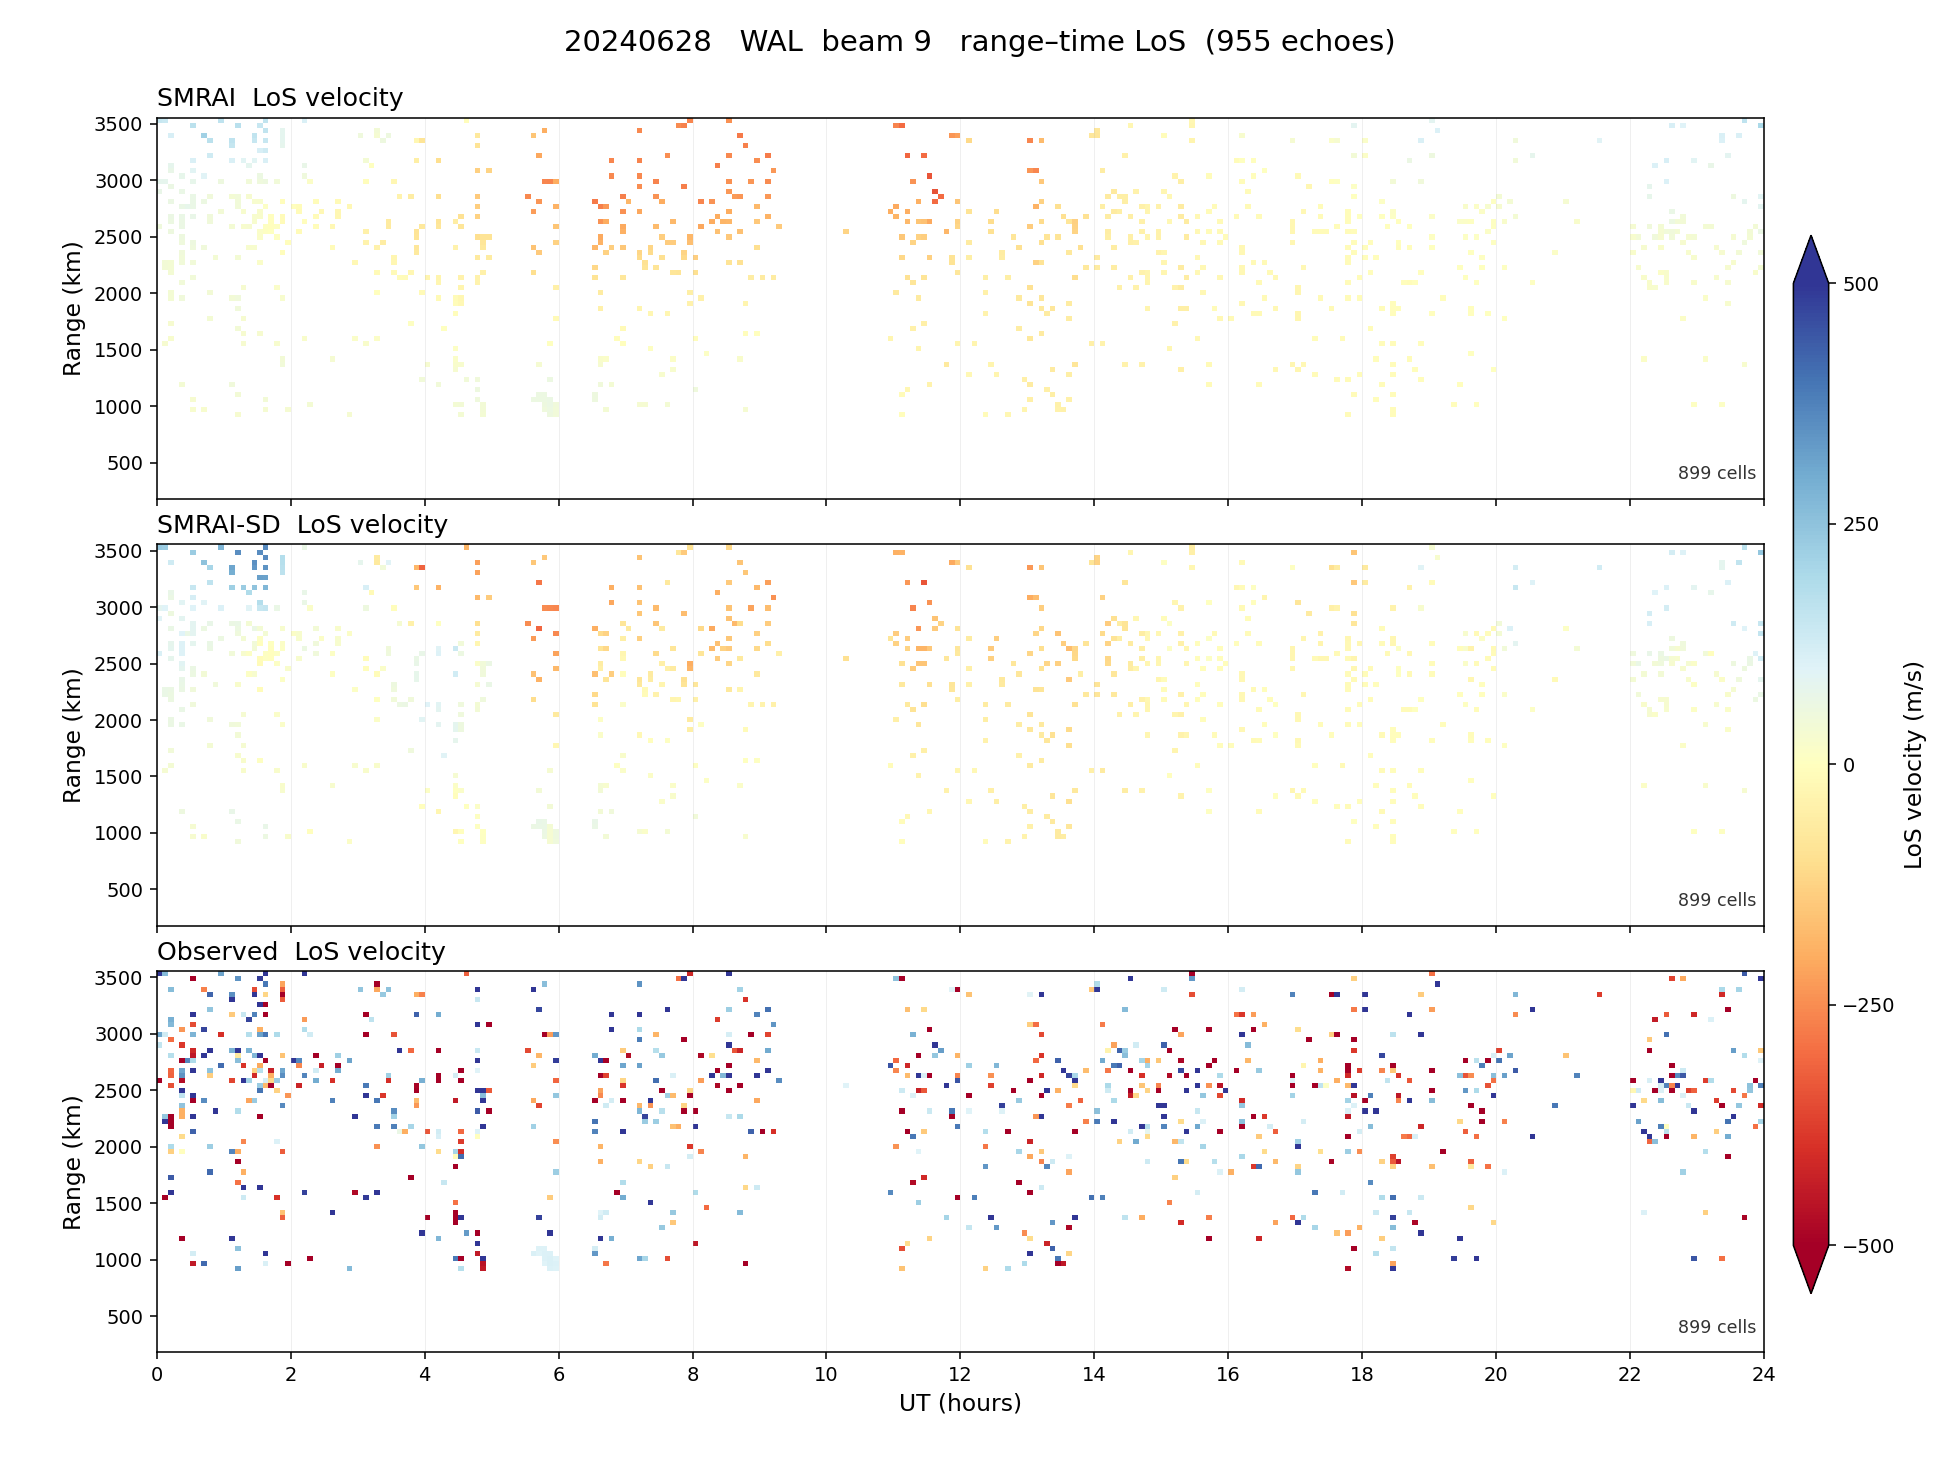 20240628 WAL beam 9 range–time LoS (955 echoes)
SMRAI LoS velocity
3500
3000
2500
2000
1500
1000
500
Range (km)
899 cells
SMRAI-SD LoS velocity
3500
3000
2500
2000
1500
1000
500
Range (km)
899 cells
Observed LoS velocity
3500
3000
2500
2000
1500
1000
500
Range (km)
899 cells
0 2 4 6 8 10 12 14 16 18 20 22 24
UT (hours)
500
250
0
−250
−500
LoS velocity (m/s)